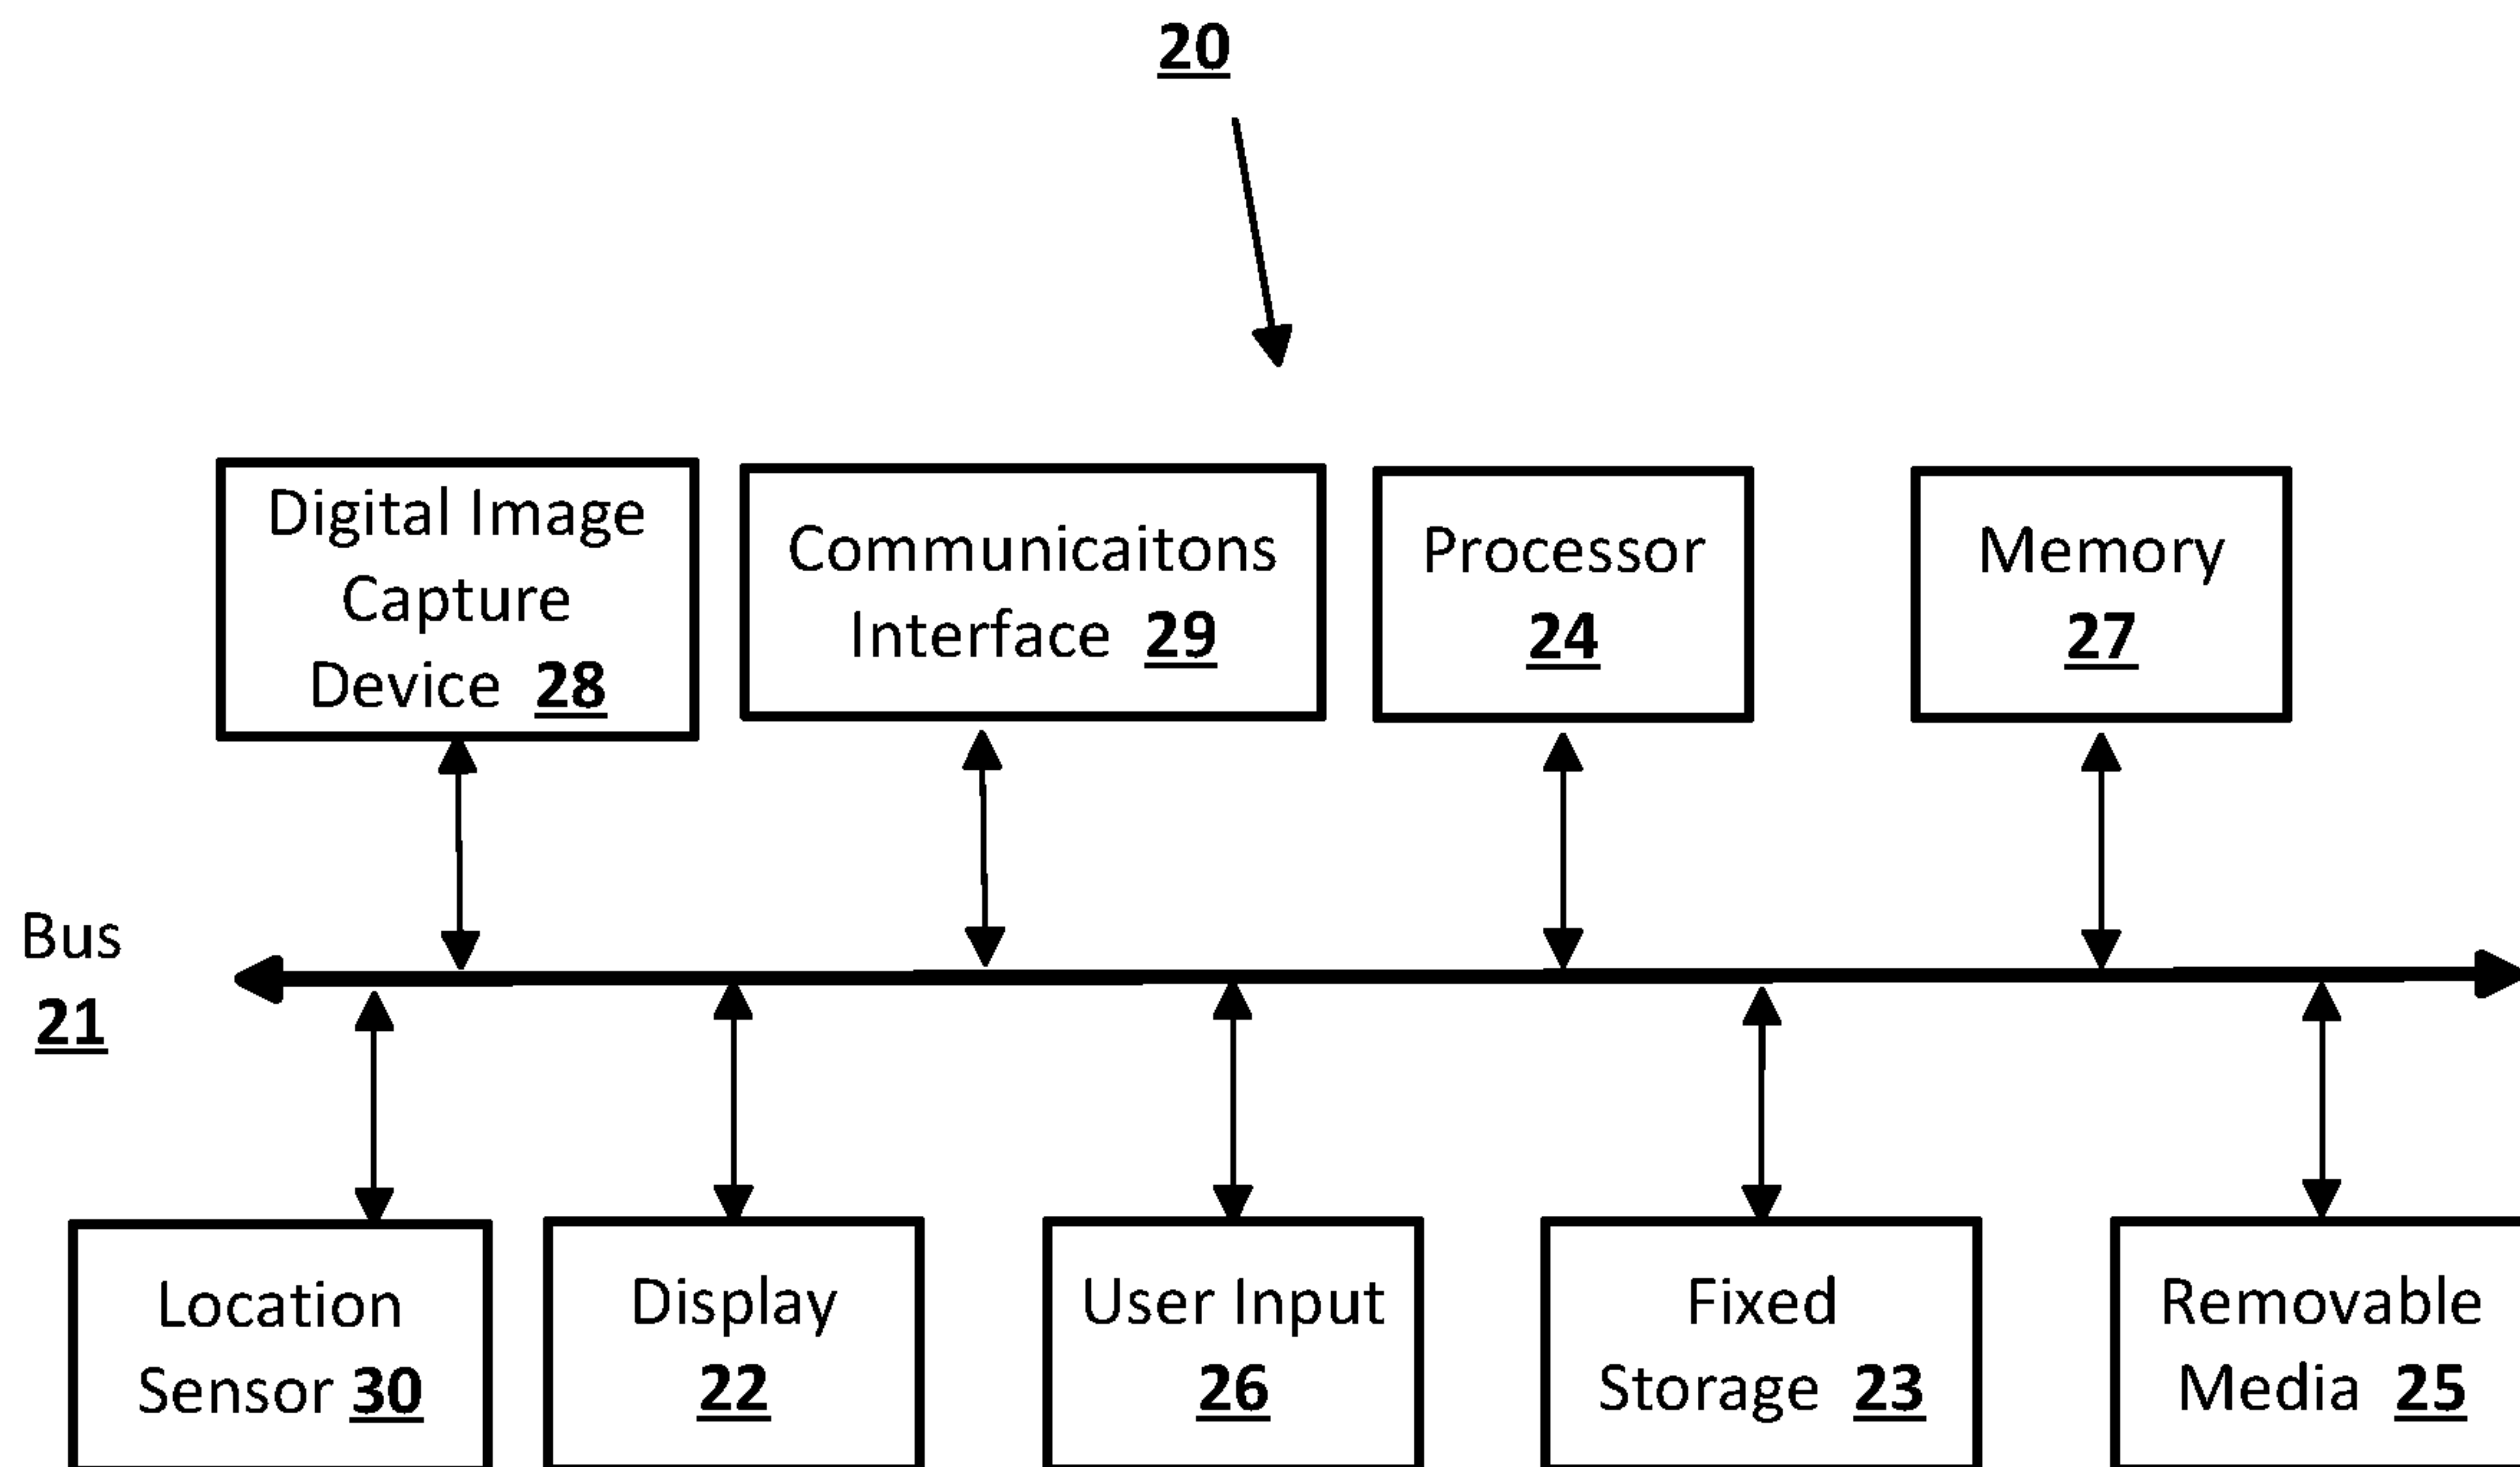 20
Digital Image
Capture
Device 28
Communicaitons
Interface 29
Processor
24
Memory
27
Bus
21
Location
Sensor 30
Display
22
User Input
26
Fixed
Storage 23
Removable
Media 25